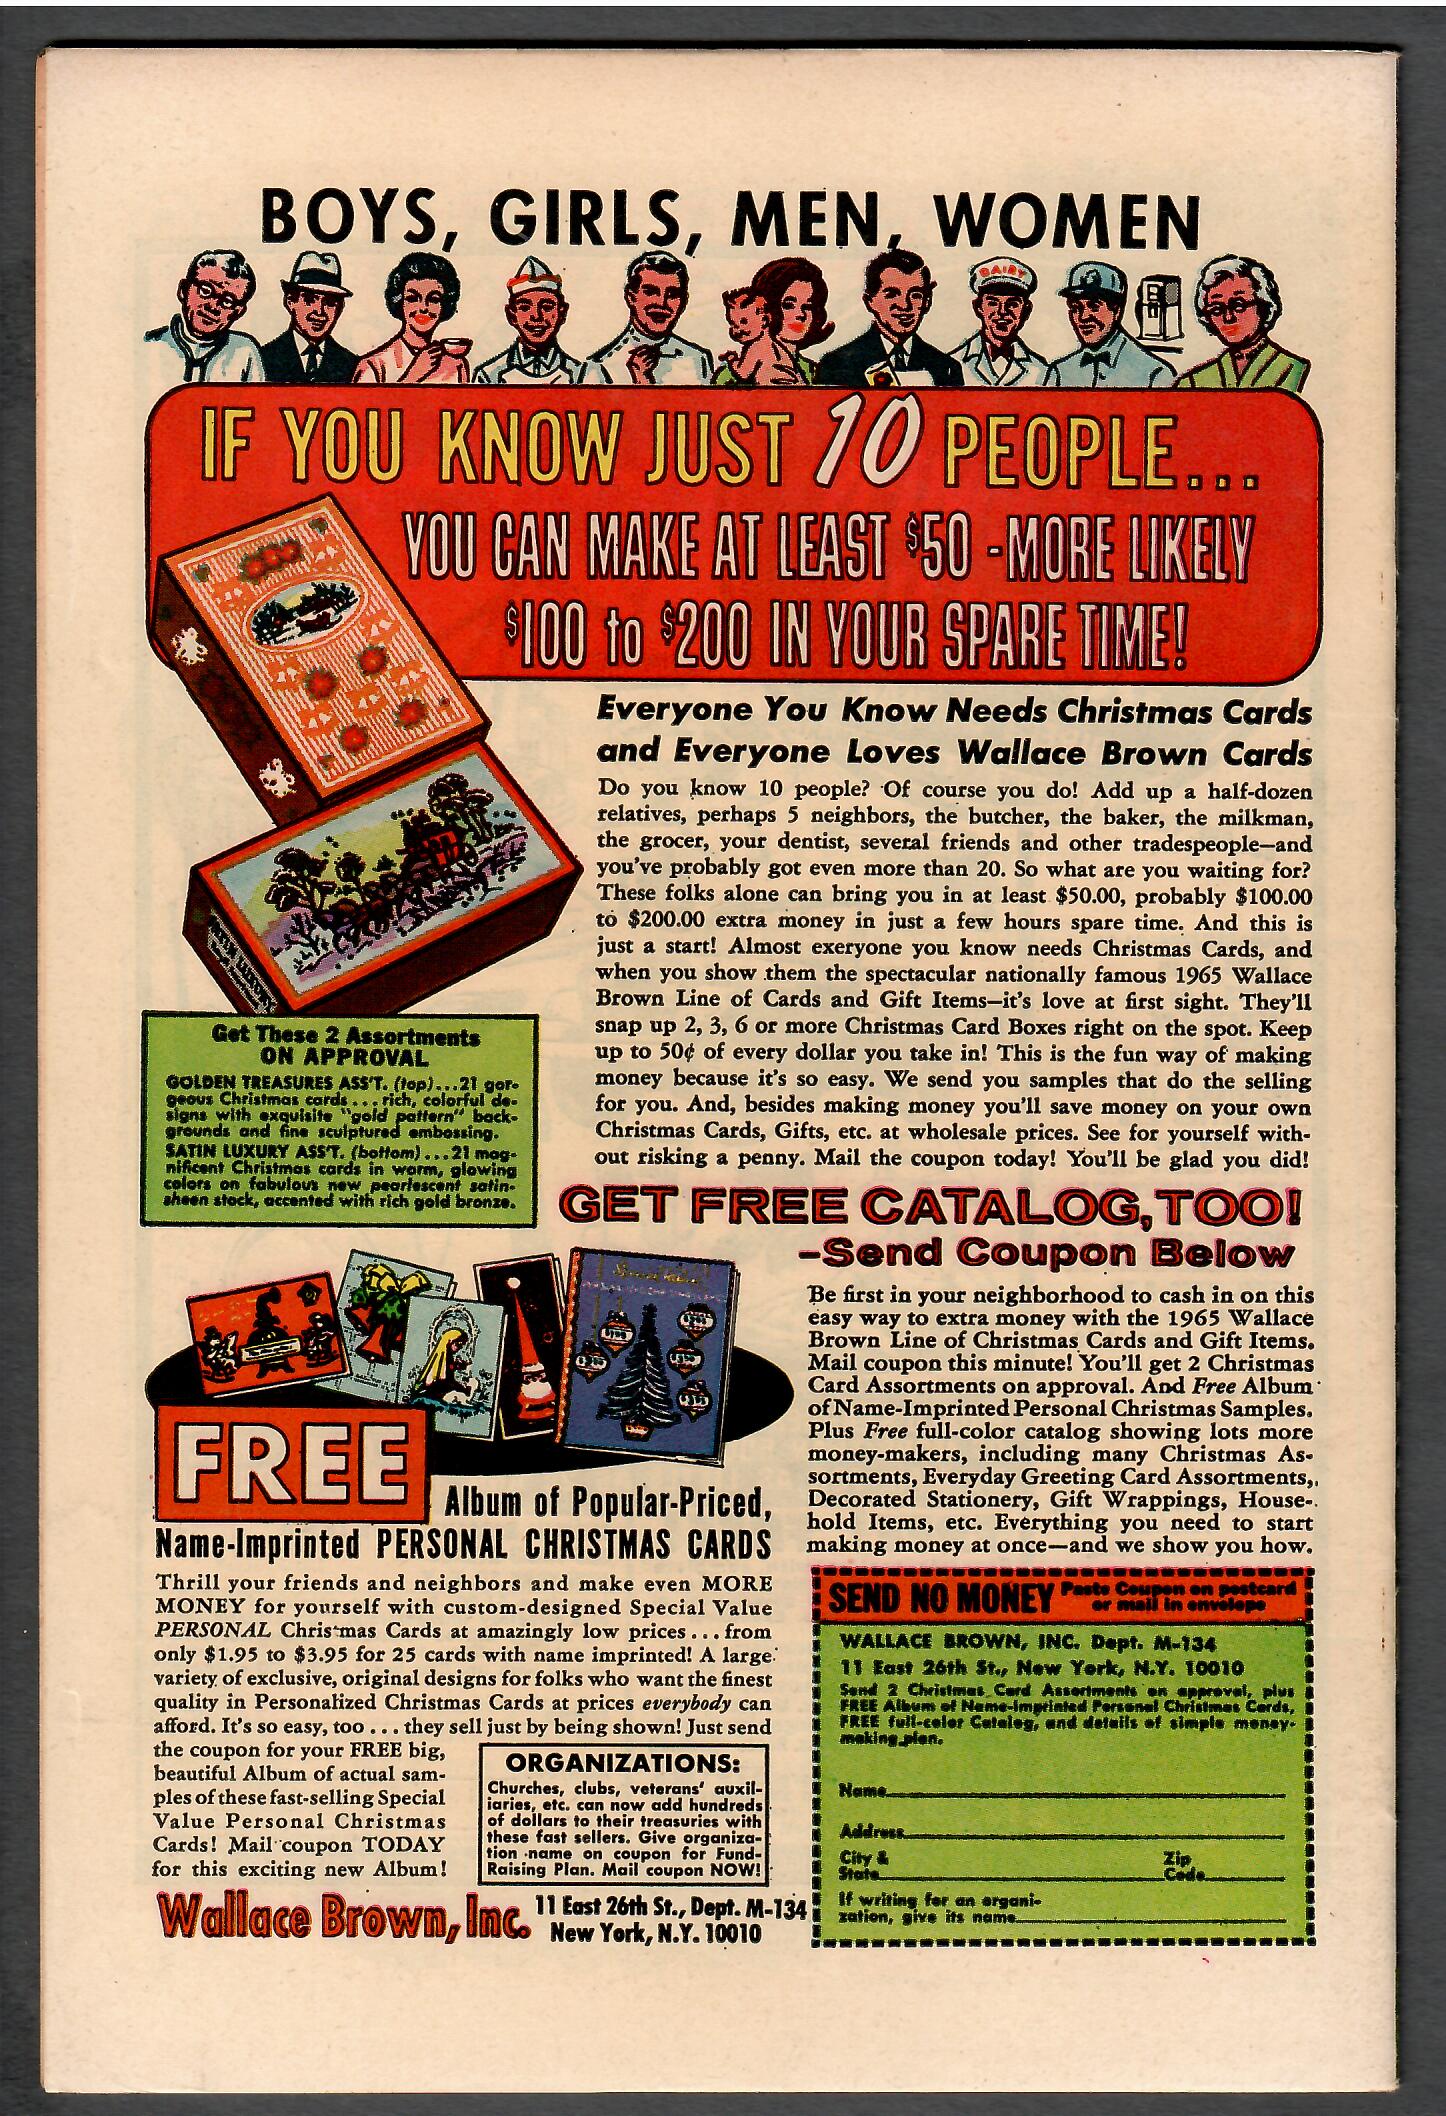 BOYS, GIRLS, MEN, WOMEN
DAIRY
IF YOU KNOW JUST 10 PEOPLE...
YOU CAN MAKE AT LEAST $50 - MORE LIKELY
$100 to $200 IN YOUR SPARE TIME!
Everyone You Know Needs Christmas Cards
and Everyone Loves Wallace Brown Cards
Do you know 10 people? Of course you do! Add up a half-dozen
relatives, perhaps 5 neighbors, the butcher, the baker, the milkman,
the grocer, your dentist, several friends and other tradespeople—and
you've probably got even more than 20. So what are you waiting for?
These folks alone can bring you in at least $50.00, probably $100.00
to $200.00 extra money in just a few hours spare time. And this is
just a start! Almost exeryone you know needs Christmas Cards, and
when you show them the spectacular nationally famous 1965 Wallace
Brown Line of Cards and Gift Items—it's love at first sight. They'll
snap up 2, 3, 6 or more Christmas Card Boxes right on the spot. Keep
up to 50¢ of every dollar you take in! This is the fun way of making
money because it's so easy. We send you samples that do the selling
for you. And, besides making money you'll save money on your own
Christmas Cards, Gifts, etc. at wholesale prices. See for yourself with-
out risking a penny. Mail the coupon today! You'll be glad you did!
Get These 2 Assortments
ON APPROVAL
GOLDEN TREASURES ASS'T. (top)...21 gor-
geous Christmas cards...rich, colorful de-
signs with exquisite "gold pattern" back-
grounds and fine sculptured embossing.
SATIN LUXURY ASS'T. (bottom)...21 mag-
nificent Christmas cards in warm, glowing
colors on fabulous new pearlescent satin-
sheen stock, accented with rich gold bronze.
GET FREE CATALOG, TOO!
-Send Coupon Below
Be first in your neighborhood to cash in on this
easy way to extra money with the 1965 Wallace
Brown Line of Christmas Cards and Gift Items.
Mail coupon this minute! You'll get 2 Christmas
Card Assortments on approval. And Free Album
of Name-Imprinted Personal Christmas Samples.
Plus Free full-color catalog showing lots more
money-makers, including many Christmas As-
sortments, Everyday Greeting Card Assortments,
Decorated Stationery, Gift Wrappings, House-
hold Items, etc. Everything you need to start
making money at once—and we show you how.
FREE
Album of Popular-Priced,
Name-Imprinted PERSONAL CHRISTMAS CARDS
Thrill your friends and neighbors and make even MORE
MONEY for yourself with custom-designed Special Value
PERSONAL Christmas Cards at amazingly low prices...from
only $1.95 to $3.95 for 25 cards with name imprinted! A large
variety of exclusive, original designs for folks who want the finest
quality in Personalized Christmas Cards at prices everybody can
afford. It's so easy, too...they sell just by being shown! Just send
the coupon for your FREE big,
beautiful Album of actual sam-
ples of these fast-selling Special
Value Personal Christmas
Cards! Mail coupon TODAY
for this exciting new Album!
ORGANIZATIONS:
Churches, clubs, veterans' auxil-
iaries, etc. can now add hundreds
of dollars to their treasuries with
these fast sellers. Give organiza-
tion name on coupon for Fund-
Raising Plan. Mail coupon NOW!
Wallace Brown, Inc.
11 East 26th St., Dept. M-134
New York, N.Y. 10010
SEND NO MONEY
Paste Coupon on postcard
or mail in envelope
WALLACE BROWN, INC. Dept. M-134
11 East 26th St., New York, N.Y. 10010
Send 2 Christmas Card Assortments on approval, plus
FREE Album of Name-Imprinted Personal Christmas Cards,
FREE full-color Catalog, and details of simple money-
making plan.
Name
Address
City &
State
Zip
Code
If writing for an organi-
zation, give its name